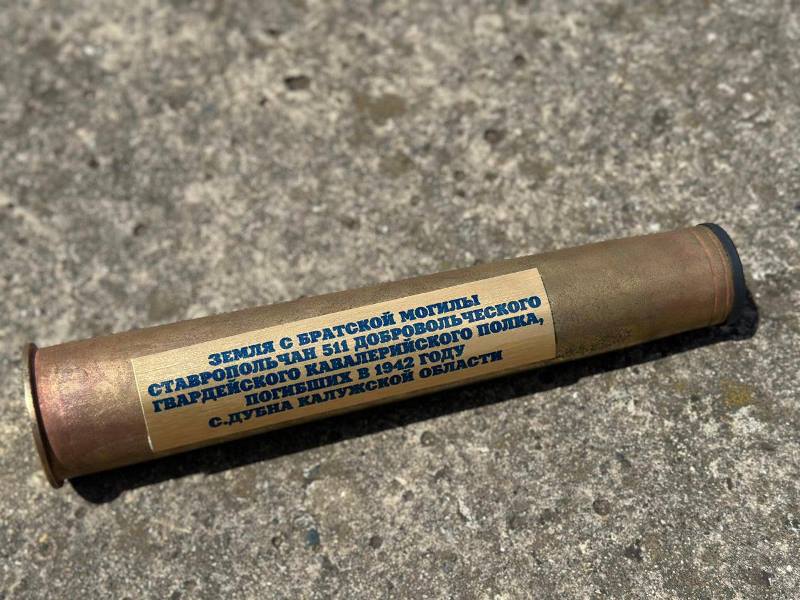 ЗЕМЛЯ С БРАТСКОЙ МОГИЛЫ
СТАВРОПОЛЬЧАН 511 ДОБРОВОЛЬЧЕСКОГО
ГВАРДЕЙСКОГО КАВАЛЕРИЙСКОГО ПОЛКА,
ПОГИБШИХ В 1942 ГОДУ
С.ДУБНА КАЛУЖСКОЙ ОБЛАСТИ